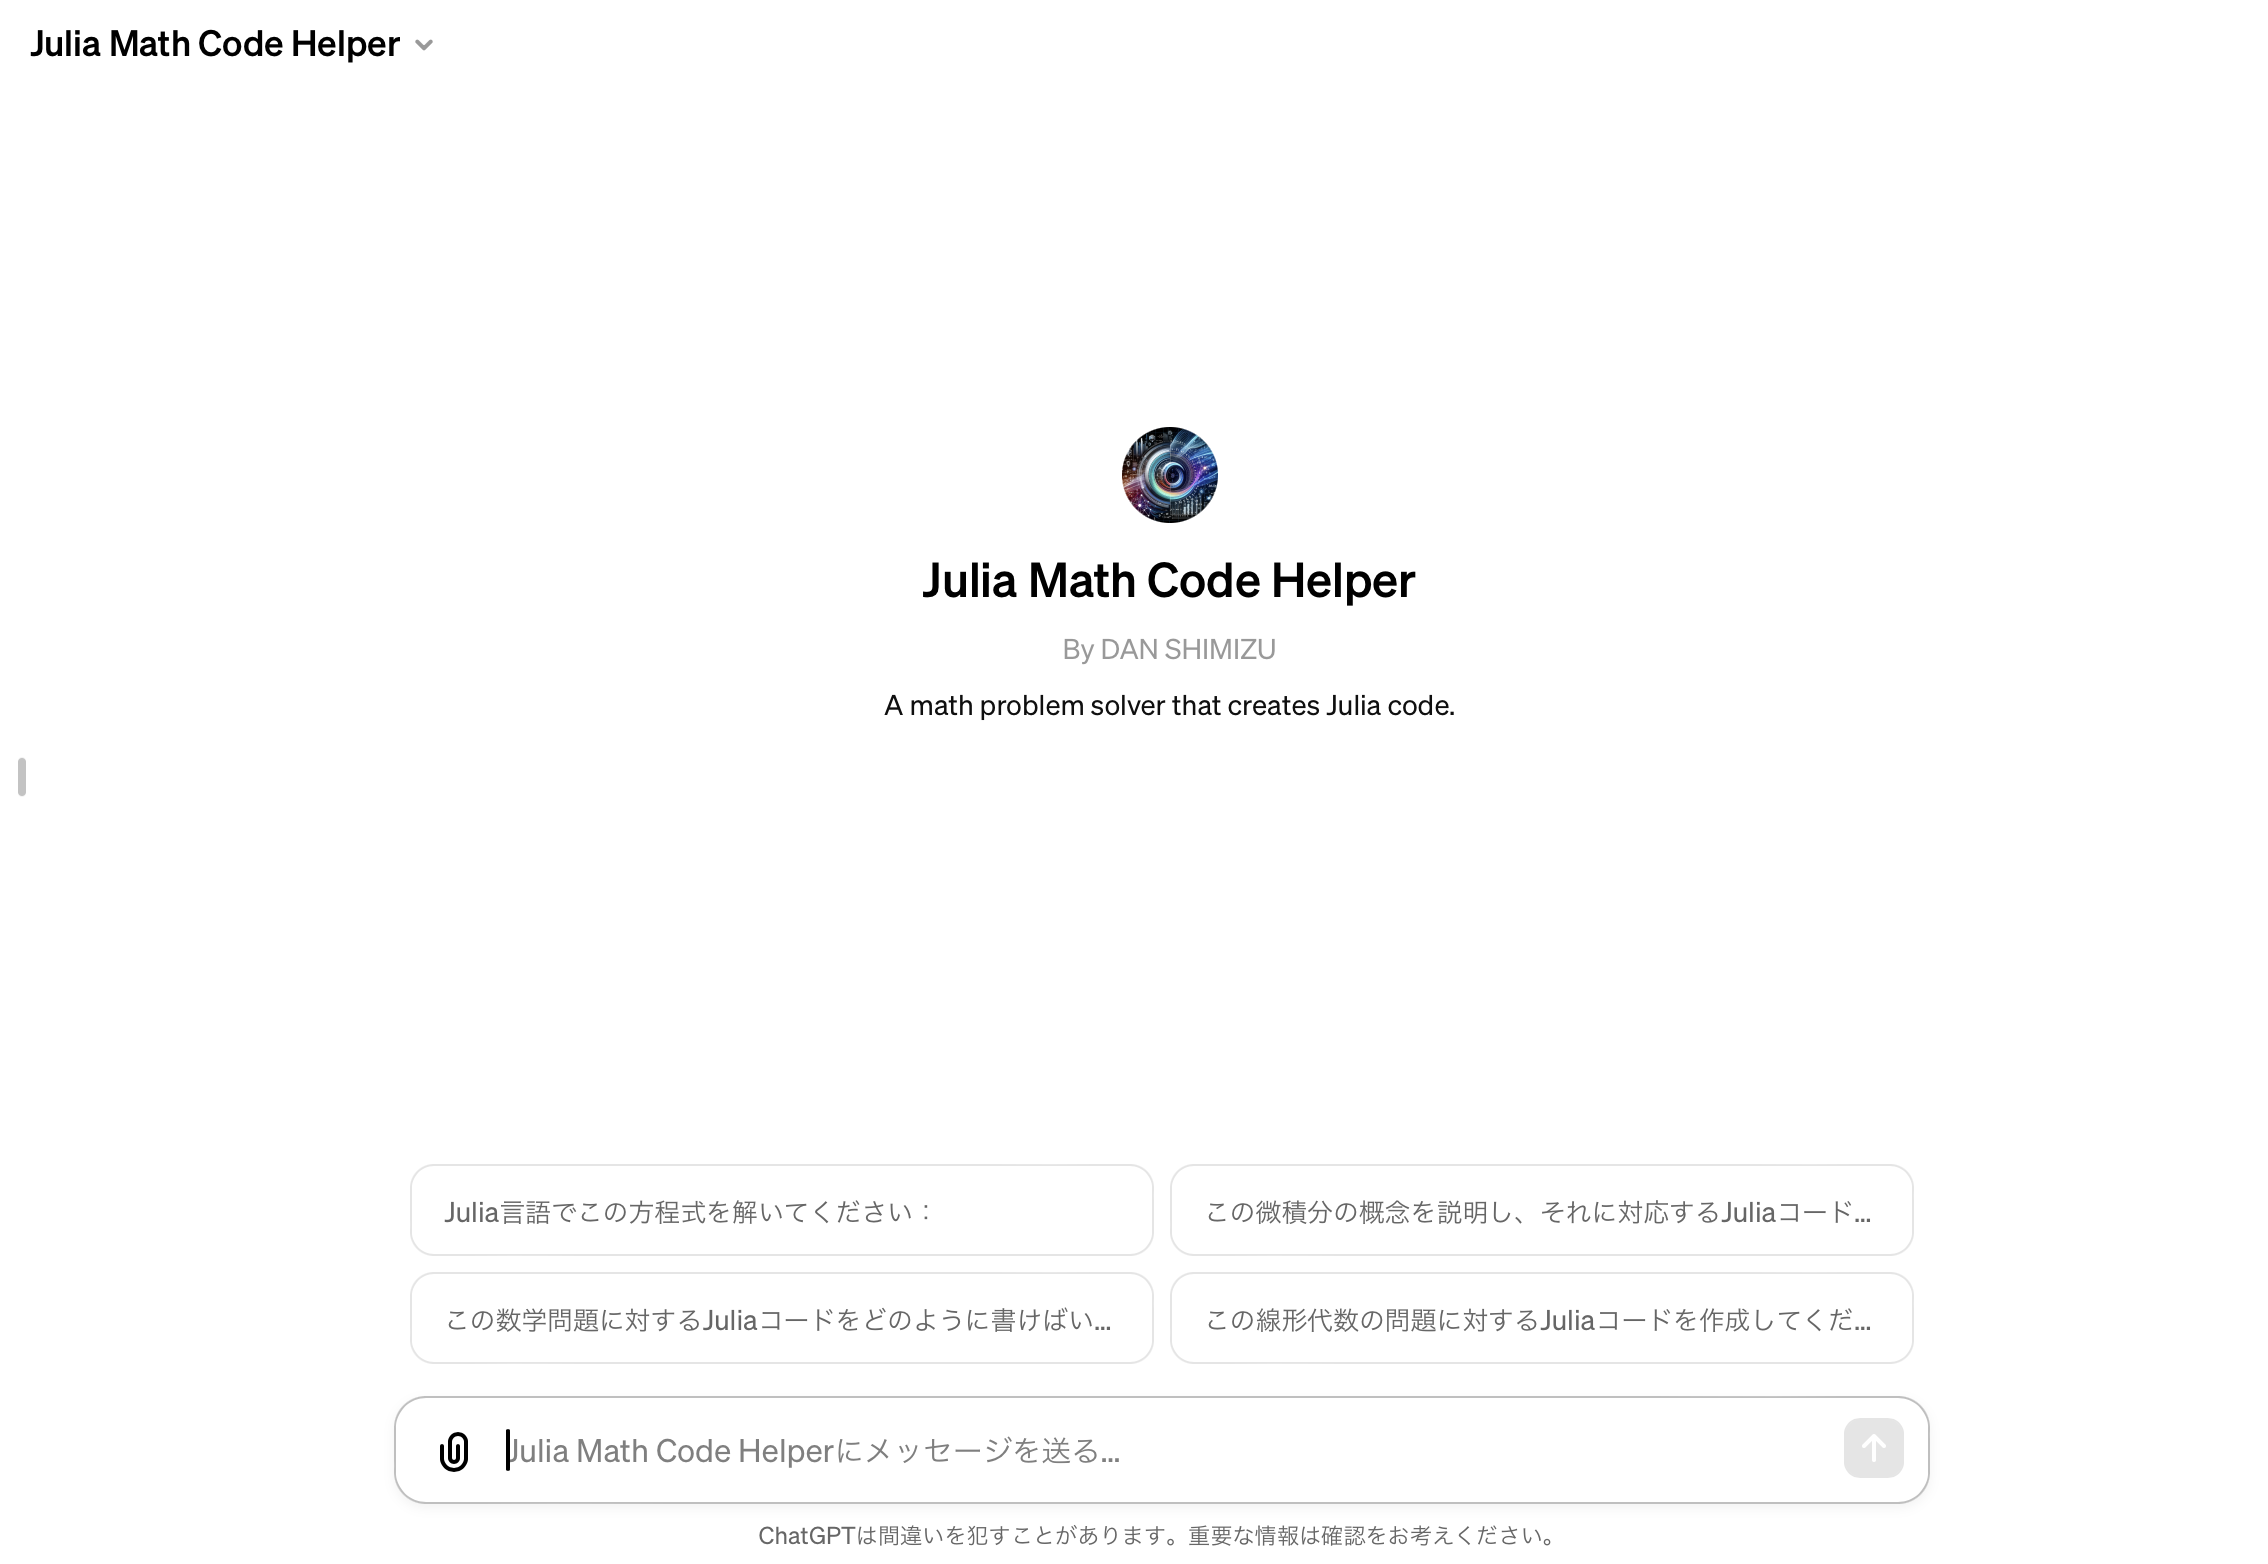 Julia Math Code Helper
Julia Math Code Helper
By DAN SHIMIZU
A math problem solver that creates Julia code.
Julia言語でこの方程式を解いてください：
この微積分の概念を説明し、それに対応するJuliaコード...
この数学問題に対するJuliaコードをどのように書けばい...
この線形代数の問題に対するJuliaコードを作成してくだ...
Julia Math Code Helperにメッセージを送る...
ChatGPTは間違いを犯すことがあります。重要な情報は確認をお考えください。